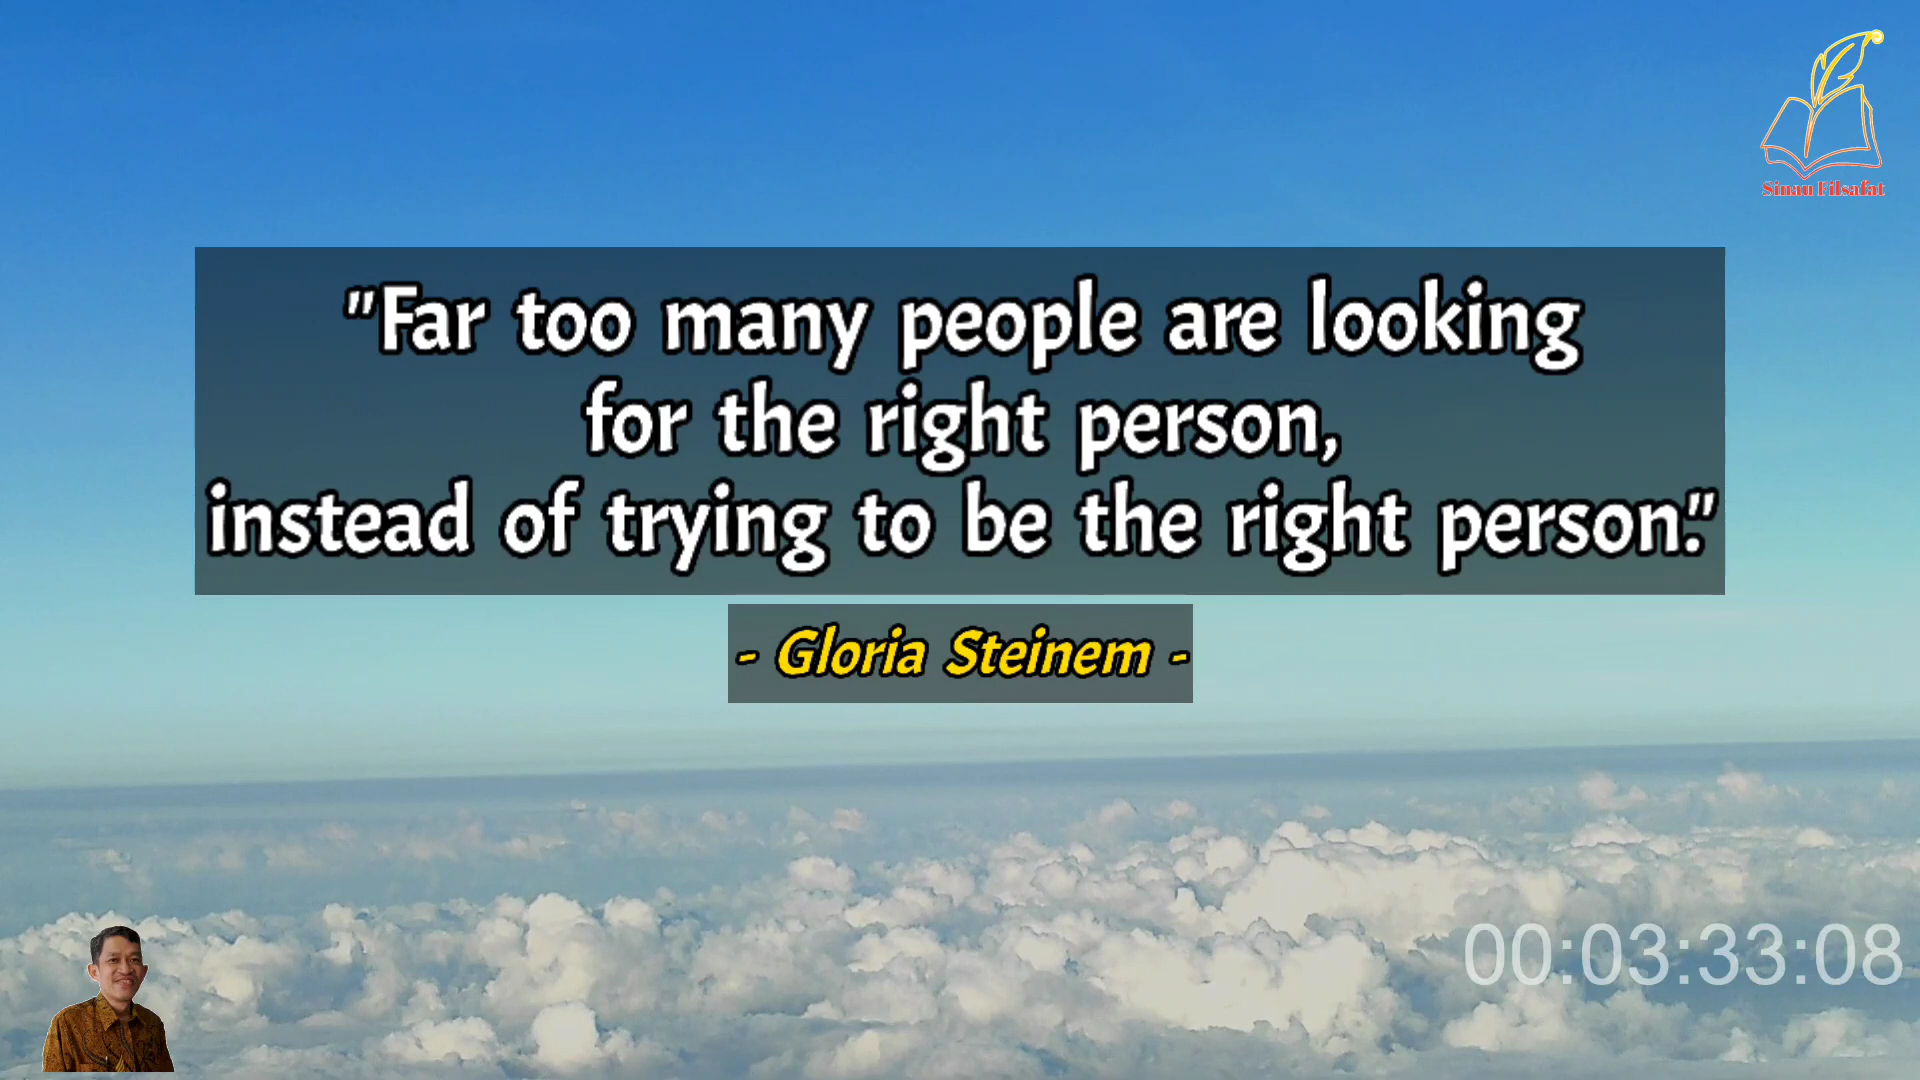 Sinau Filsafat
"Far too many people are looking
for the right person,
instead of trying to be the right person."
- Gloria Steinem -
00:03:33:08